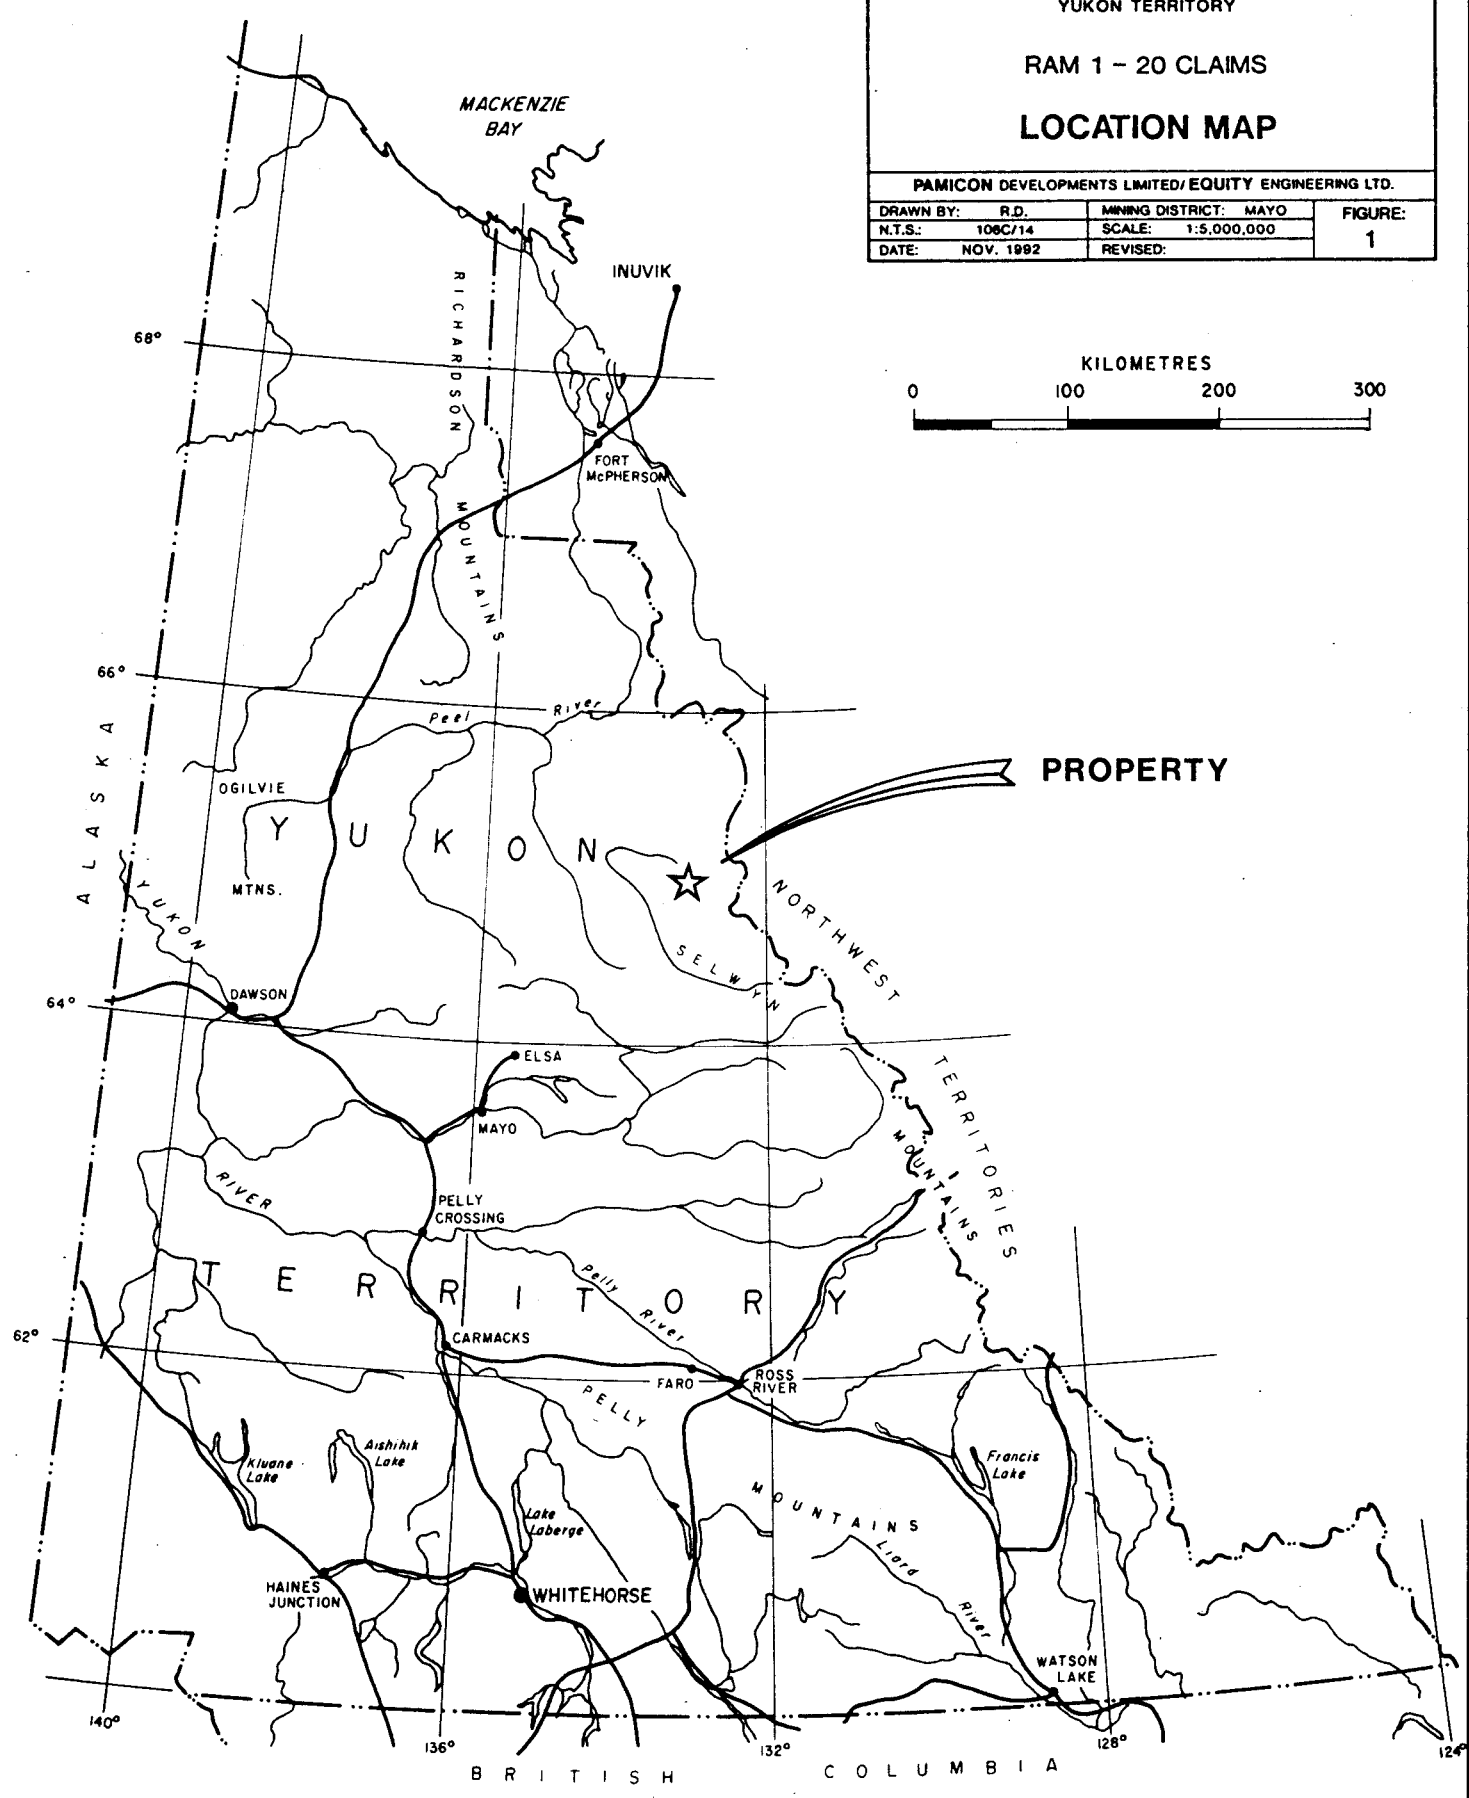 YUKON TERRITORY
RAM 1 - 20 CLAIMS
LOCATION MAP
PAMICON DEVELOPMENTS LIMITED/EQUITY ENGINEERING LTD.
DRAWN BY: R.D.
MINING DISTRICT: MAYO
FIGURE:
1
N.T.S.: 106C/14
SCALE: 1:5,000,000
DATE: NOV. 1992
REVISED:
MACKENZIE
BAY
INUVIK
KILOMETRES
0 100 200 300
RICHARDSON
MOUNTAINS
68°
FORT
McPHERSON
66°
Peel River
PROPERTY
ALASKA
OGILVIE
MTNS.
YUKON
YUKON
NORTHWEST
TERRITORIES
SELWYN
MOUNTAINS
64°
DAWSON
ELSA
MAYO
RIVER
PELLY
CROSSING
TERRITORY
Pelly
River
62°
CARMACKS
FARO
ROSS
RIVER
PELLY
MOUNTAINS
Kluane
Lake
Aishihik
Lake
Francis
Lake
Lake
Laberge
Liard
River
HAINES
JUNCTION
WHITEHORSE
WATSON
LAKE
140°
136°
132°
128°
124°
BRITISH COLUMBIA